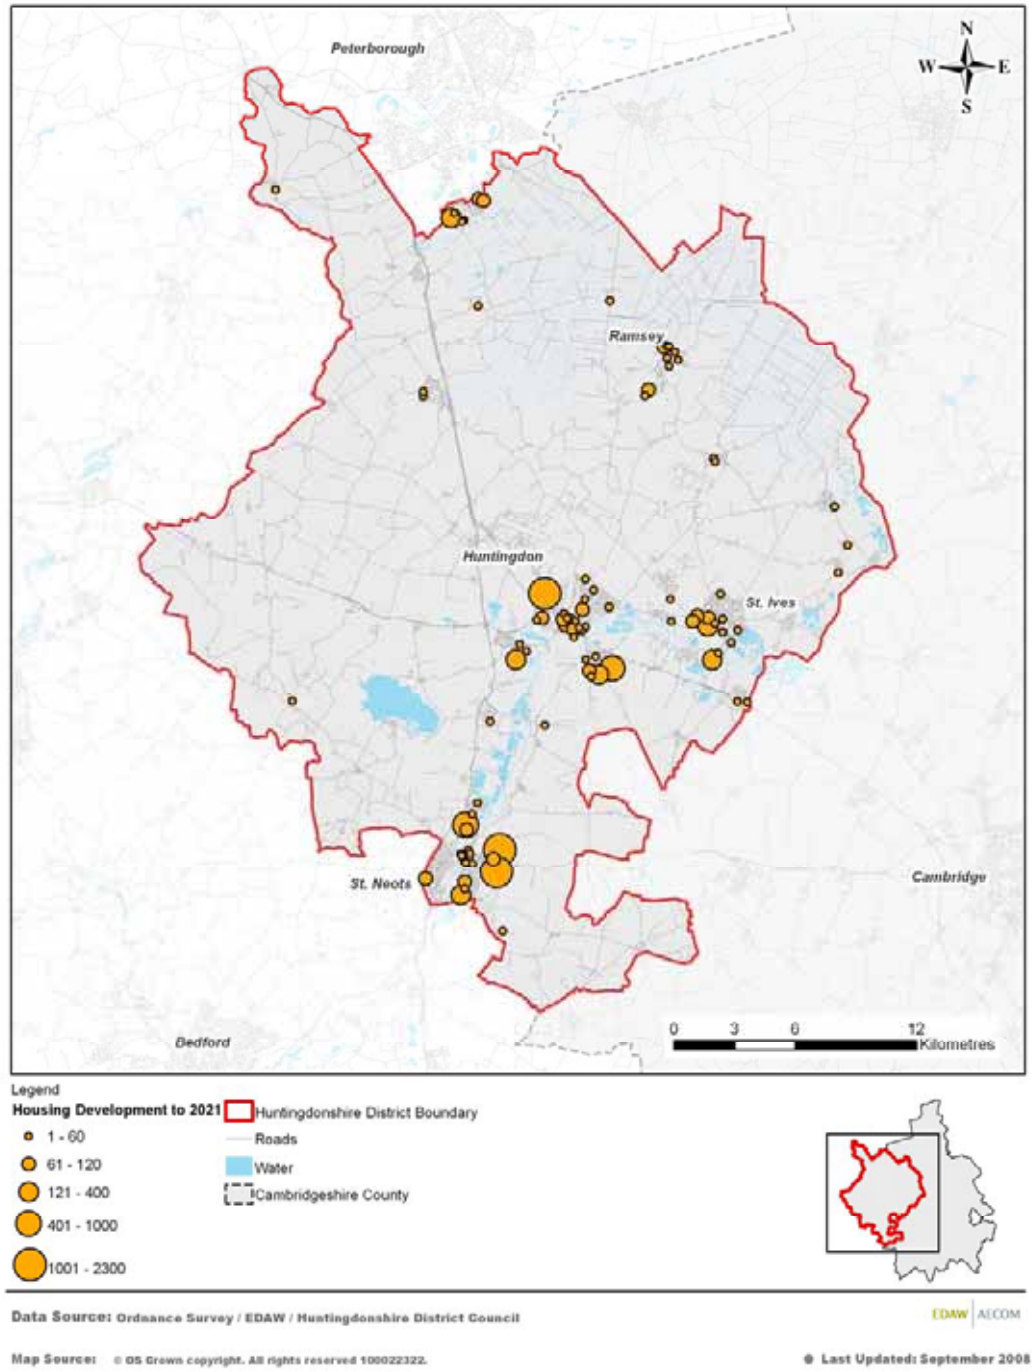 Peterborough
N
W E
S
Ramsey
Huntingdon
St. Ives
St. Neots
Cambridge
Bedford
0 3 6 12
Kilometres
Legend
Housing Development to 2021
1 - 60
61 - 120
121 - 400
401 - 1000
1001 - 2300
Huntingdonshire District Boundary
Roads
Water
Cambridgeshire County
Data Source: Ordnance Survey / EDAW / Huntingdonshire District Council
EDAW | AECOM
Map Source: © OS Crown copyright. All rights reserved 100022322.
Last Updated: September 2008